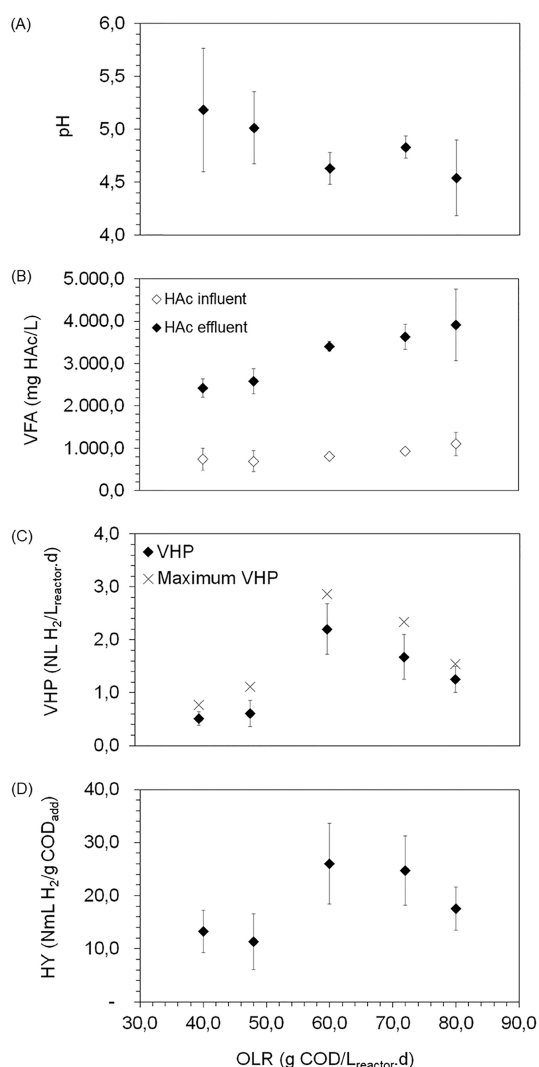 (A)
6,0
5,5
5,0
4,5
4,0
pH
(B)
5.000,0
4.000,0
3.000,0
2.000,0
1.000,0
0,0
VFA (mg HAc/L)
HAc influent
HAc effluent
(C)
4,0
3,0
2,0
1,0
0,0
VHP (NL H2/Lreactor.d)
VHP
Maximum VHP
(D)
40,0
30,0
20,0
10,0
-
HY (NmL H2/g CODadd)
30,0 40,0 50,0 60,0 70,0 80,0 90,0
OLR (g COD/Lreactor.d)